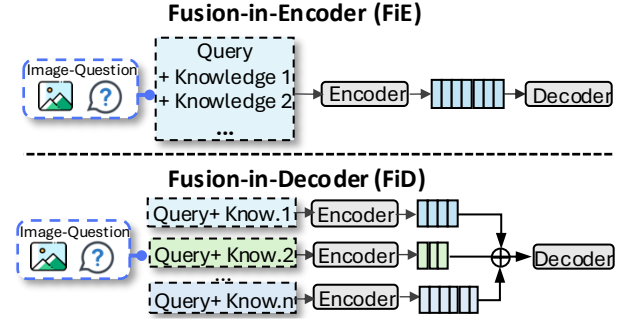 Fusion-in-Encoder (FiE)
Image-Question
?
Query
+ Knowledge 1
+ Knowledge 2
...
Encoder
Decoder
Fusion-in-Decoder (FiD)
Image-Question
?
Query+ Know.1
Encoder
Query+ Know.2
Encoder
Decoder
...
Query+ Know.n
Encoder